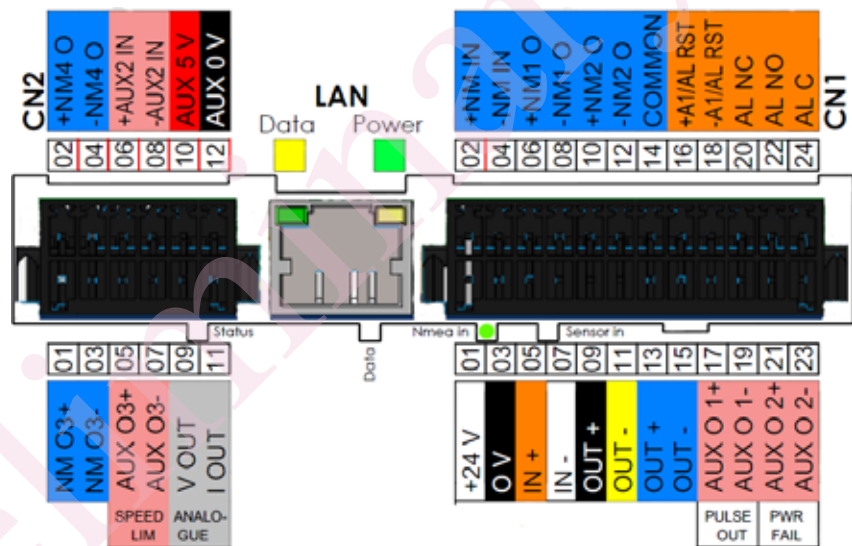 CN2
+NM4 O
-NM4 O
+AUX2 IN
-AUX2 IN
AUX 5 V
AUX 0 V
02
04
06
08
10
12
LAN
Data
Power
+NM IN
-NM IN
+NM1 O
-NM1 O
+NM2 O
-NM2 O
COMMON
+A1/AL RST
-A1/AL RST
AL NC
AL NO
AL C
CN1
02
04
06
08
10
12
14
16
18
20
22
24
Status
Data
Nmea in
Sensor in
01
03
05
07
09
11
NM O3+
NM O3-
AUX O3+
AUX O3-
V OUT
I OUT
SPEED
LIM
ANALO-
GUE
01
03
05
07
09
11
13
15
17
19
21
23
+24 V
0 V
IN +
IN -
OUT +
OUT -
OUT +
OUT -
AUX O 1+
AUX O 1-
AUX O 2+
AUX O 2-
PULSE
OUT
PWR
FAIL